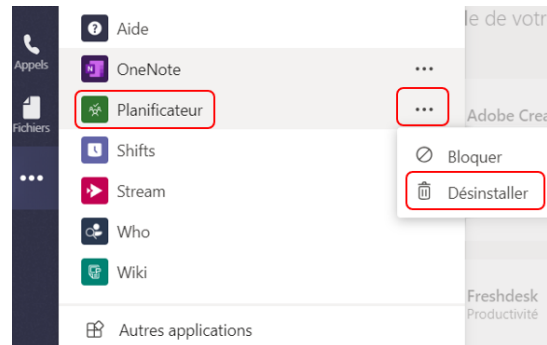 Aide
le de votr
Appels
OneNote
Planificateur
Adobe Crea
Fichiers
Shifts
Bloquer
Stream
Désinstaller
Who
Wiki
Freshdesk
Productivité
Autres applications